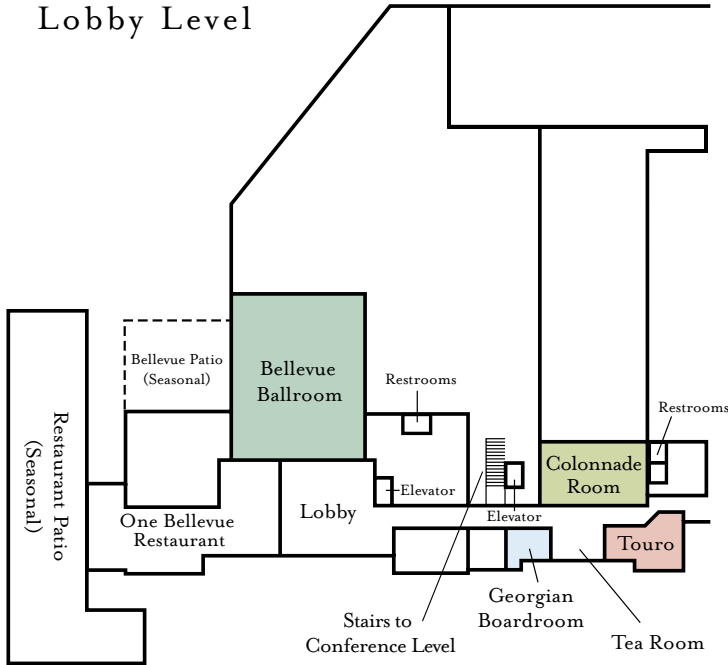 Lobby Level
Bellevue Patio
(Seasonal)
Bellevue
Ballroom
Restrooms
Restrooms
Restaurant Patio
(Seasonal)
Colonnade
Room
Elevator
Lobby
Elevator
One Bellevue
Restaurant
Touro
Georgian
Boardroom
Stairs to
Conference Level
Tea Room